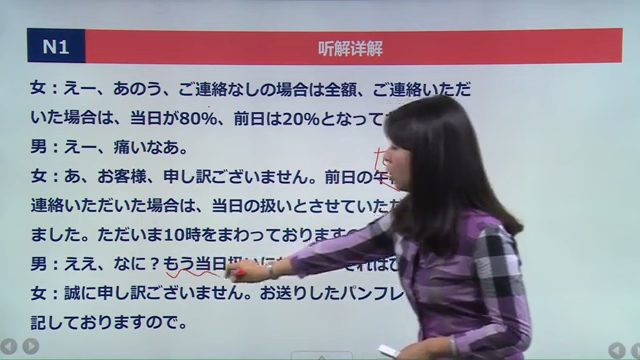 N1
听解详解
女：えー、あのう、ご連絡なしの場合は全額、ご連絡いただ
いた場合は、当日が80%、前日は20%となって
男：えー、痛いなあ。
女：あ、お客様、申し訳ございません。前日の午
連絡いただいた場合は、当日の扱いとさせていただ
ました。ただいま10時をまわっておりますの
男：ええ、なに？もう当日扱い
それは
女：誠に申し訳ございません。お送りしたパンフレ
記しておりますので。